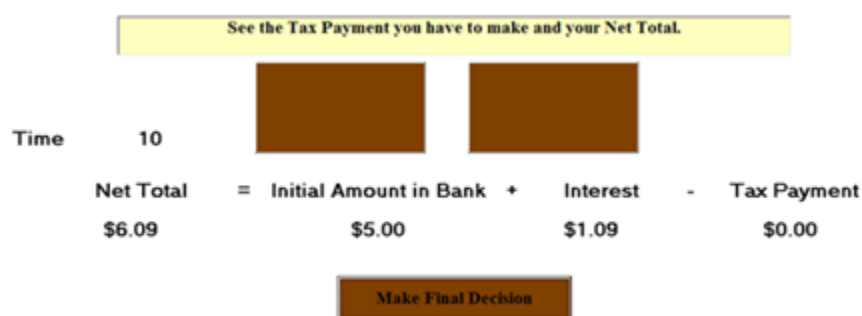 See the Tax Payment you have to make and your Net Total.
Time 10
Net Total = Initial Amount in Bank + Interest - Tax Payment
$6.09 $5.00 $1.09 $0.00
Make Final Decision